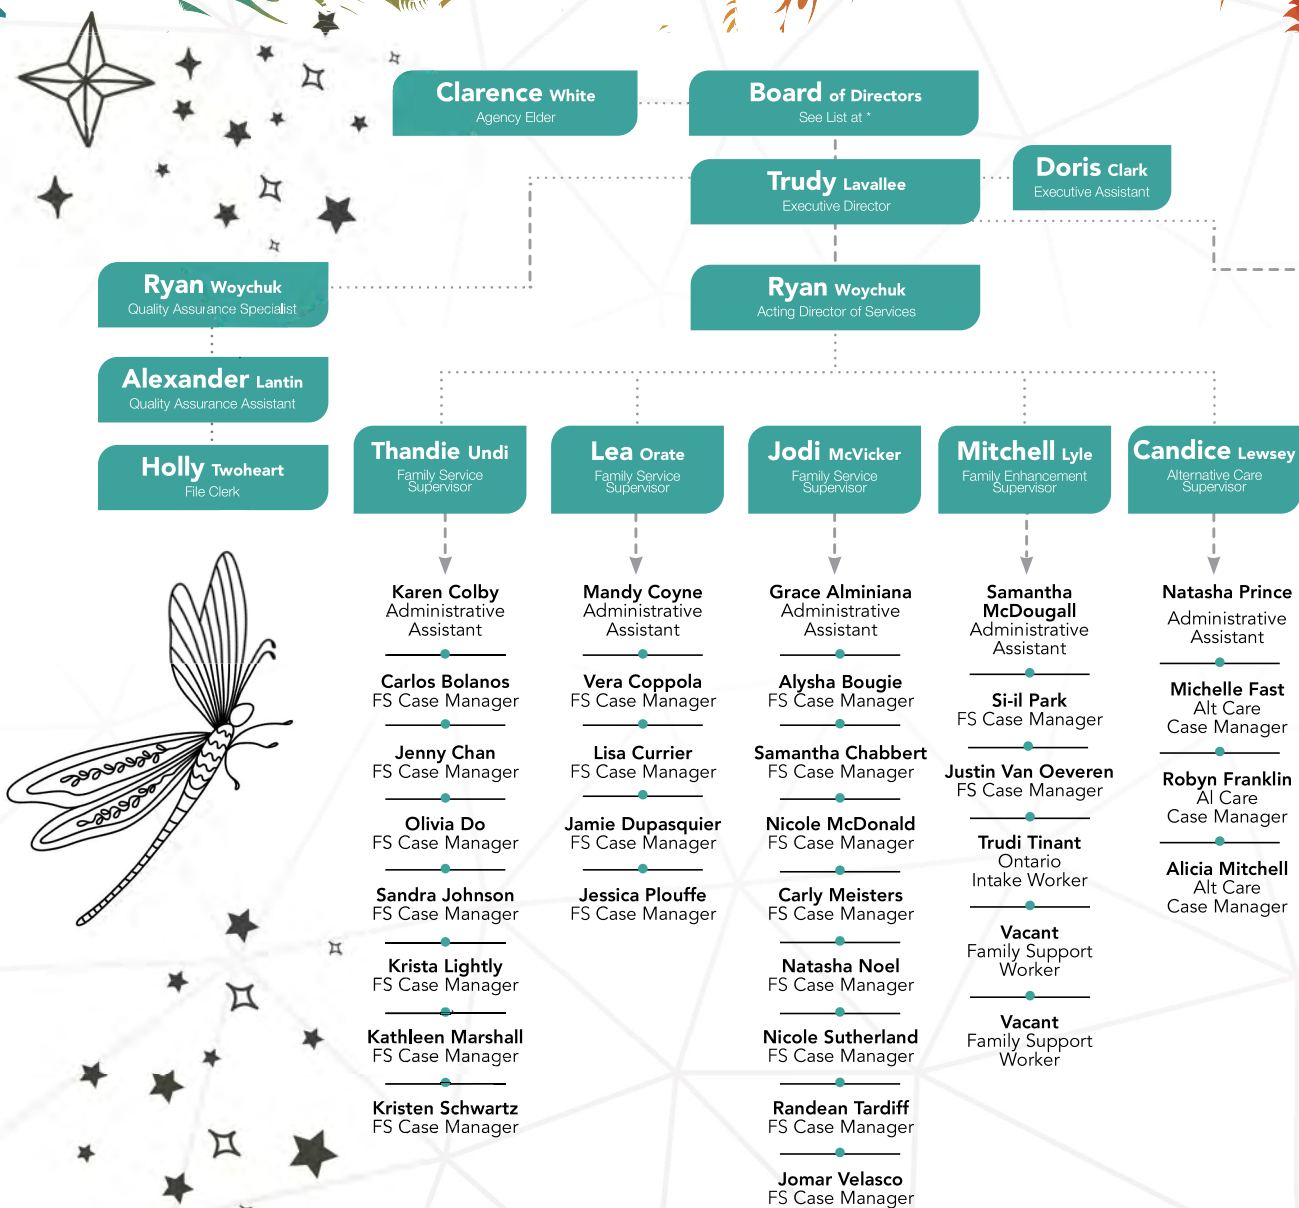 Clarence White
Agency Elder
Board of Directors
See List at *
Trudy Lavallee
Executive Director
Doris Clark
Executive Assistant
Ryan Woychuk
Quality Assurance Specialist
Ryan Woychuk
Acting Director of Services
Alexander Lantin
Quality Assurance Assistant
Holly Twoheart
File Clerk
Thandie Undi
Family Service
Supervisor
Lea Orate
Family Service
Supervisor
Jodi McVicker
Family Service
Supervisor
Mitchell Lyle
Family Enhancement
Supervisor
Candice Lewsey
Alternative Care
Supervisor
Karen Colby
Administrative
Assistant
Carlos Bolanos
FS Case Manager
Jenny Chan
FS Case Manager
Olivia Do
FS Case Manager
Sandra Johnson
FS Case Manager
Krista Lightly
FS Case Manager
Kathleen Marshall
FS Case Manager
Kristen Schwartz
FS Case Manager
Mandy Coyne
Administrative
Assistant
Vera Coppola
FS Case Manager
Lisa Currier
FS Case Manager
Jamie Dupasquier
FS Case Manager
Jessica Plouffe
FS Case Manager
Grace Alminiana
Administrative
Assistant
Alysha Bougie
FS Case Manager
Samantha Chabbert
FS Case Manager
Nicole McDonald
FS Case Manager
Carly Meisters
FS Case Manager
Natasha Noel
FS Case Manager
Nicole Sutherland
FS Case Manager
Randean Tardiff
FS Case Manager
Jomar Velasco
FS Case Manager
Samantha
McDougall
Administrative
Assistant
Si-il Park
FS Case Manager
Justin Van Oeveren
FS Case Manager
Trudi Tinant
Ontario
Intake Worker
Vacant
Family Support
Worker
Vacant
Family Support
Worker
Natasha Prince
Administrative
Assistant
Michelle Fast
Alt Care
Case Manager
Robyn Franklin
Al Care
Case Manager
Alicia Mitchell
Alt Care
Case Manager